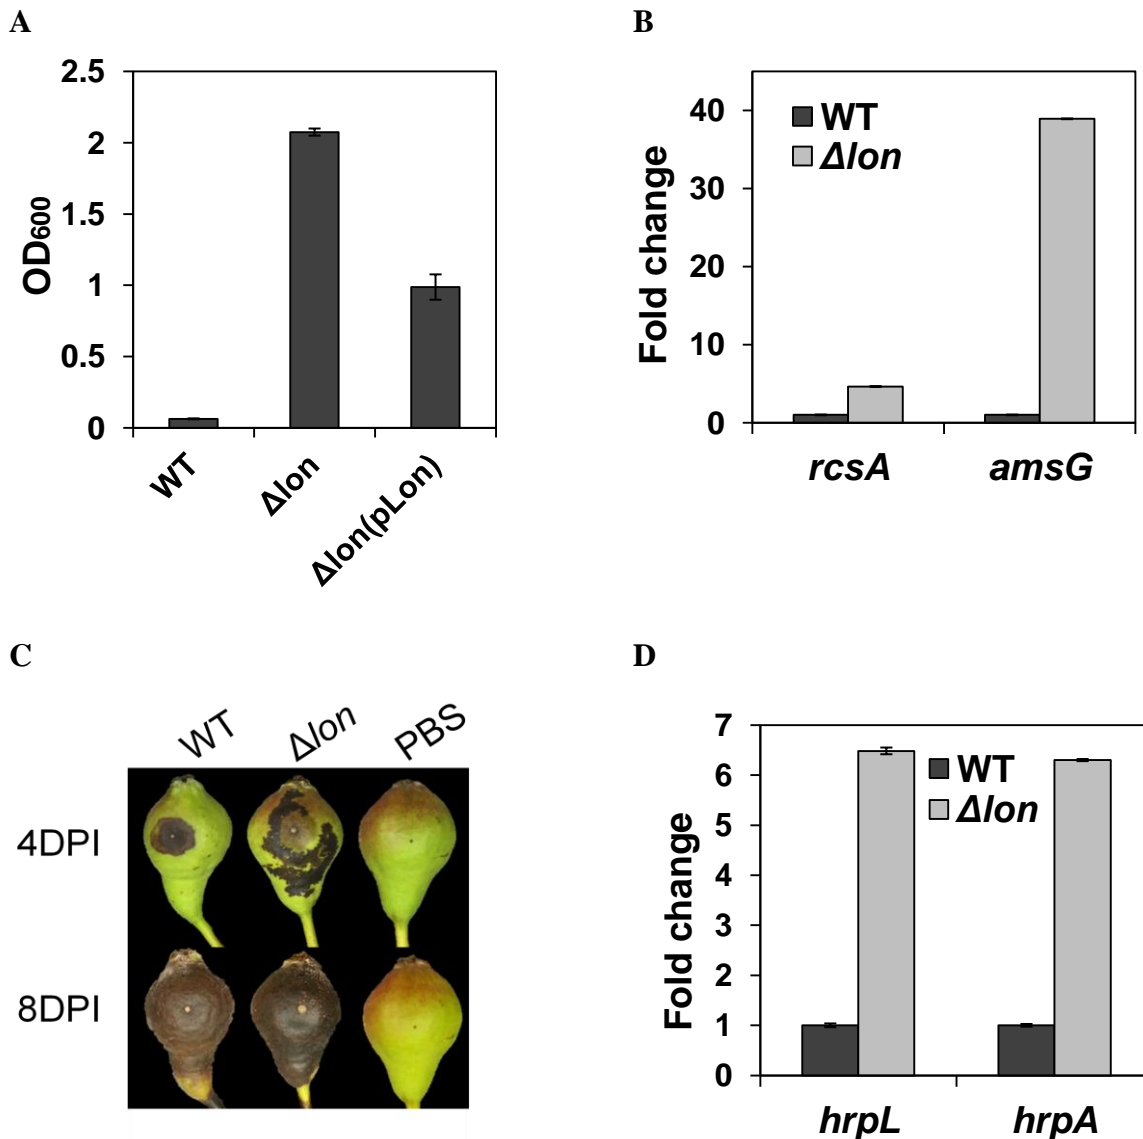 A
2.5
2
1.5
1
0.5
0
OD600
WT
Δlon
Δlon(pLon)
B
40
30
20
10
0
Fold change
WT
Δlon
rcsA
amsG
C
WT
Δlon
PBS
4DPI
8DPI
D
7
6
5
4
3
2
1
0
Fold change
WT
Δlon
hrpL
hrpA